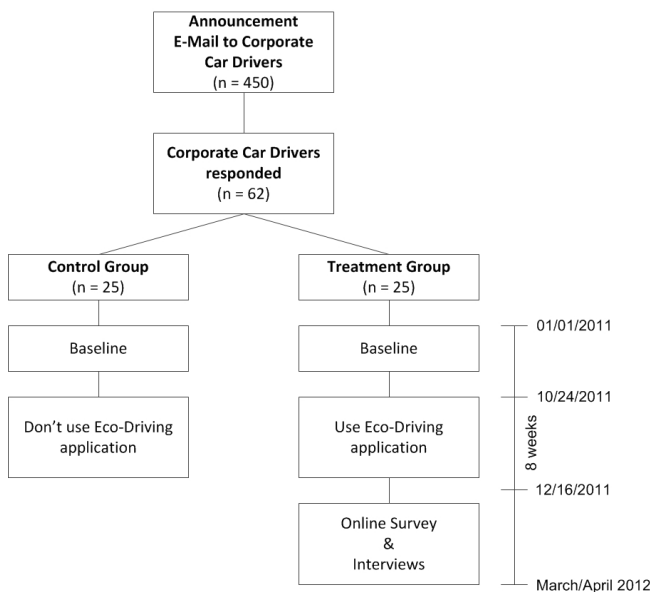 Announcement
E-Mail to Corporate
Car Drivers
(n = 450)
Corporate Car Drivers
responded
(n = 62)
Control Group
(n = 25)
Treatment Group
(n = 25)
Baseline
Baseline
01/01/2011
Don't use Eco-Driving
application
Use Eco-Driving
application
10/24/2011
8 weeks
12/16/2011
Online Survey
&
Interviews
March/April 2012